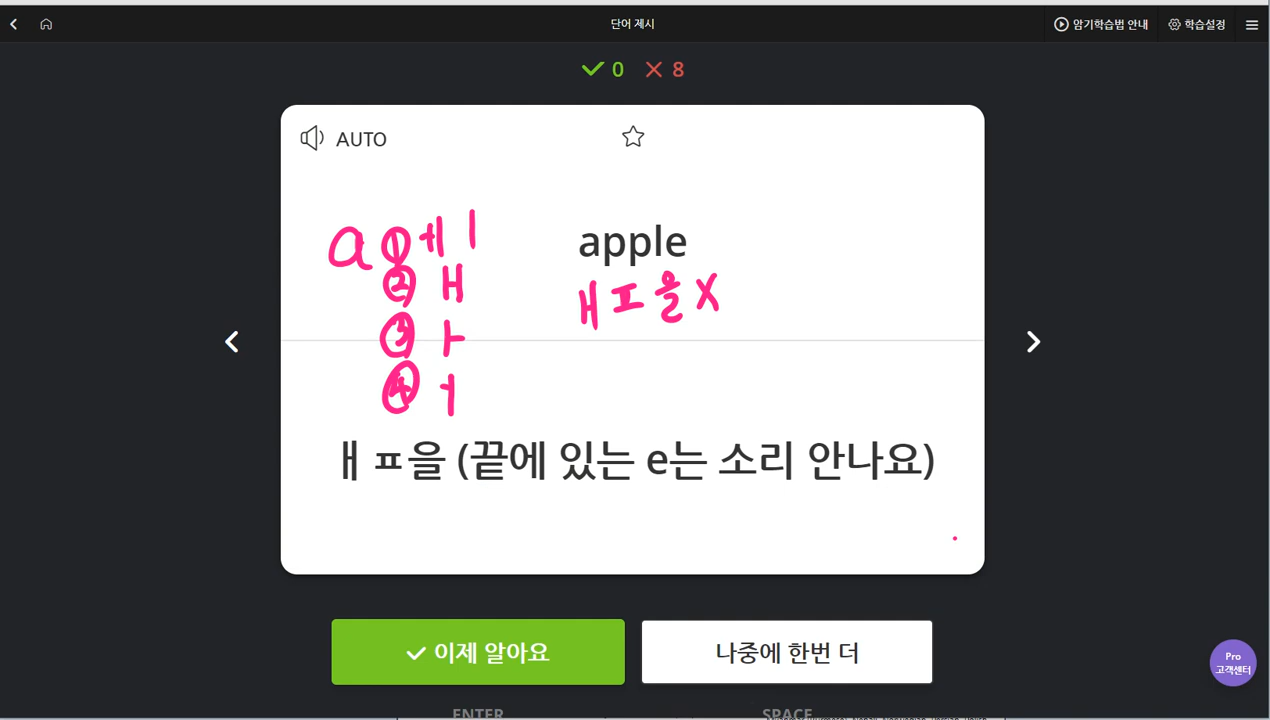 단어 제시
암기학습법 안내
학습설정
0
8
AUTO
apple
a ① ㅔㅣ
② ㅐ
③ ㅏ
④ ㅓ
ㅐㅍ을X
ㅐㅍ을 (끝에 있는 e는 소리 안나요)
이제 알아요
나중에 한번 더
Pro
고객센터
ENTER
SPACE